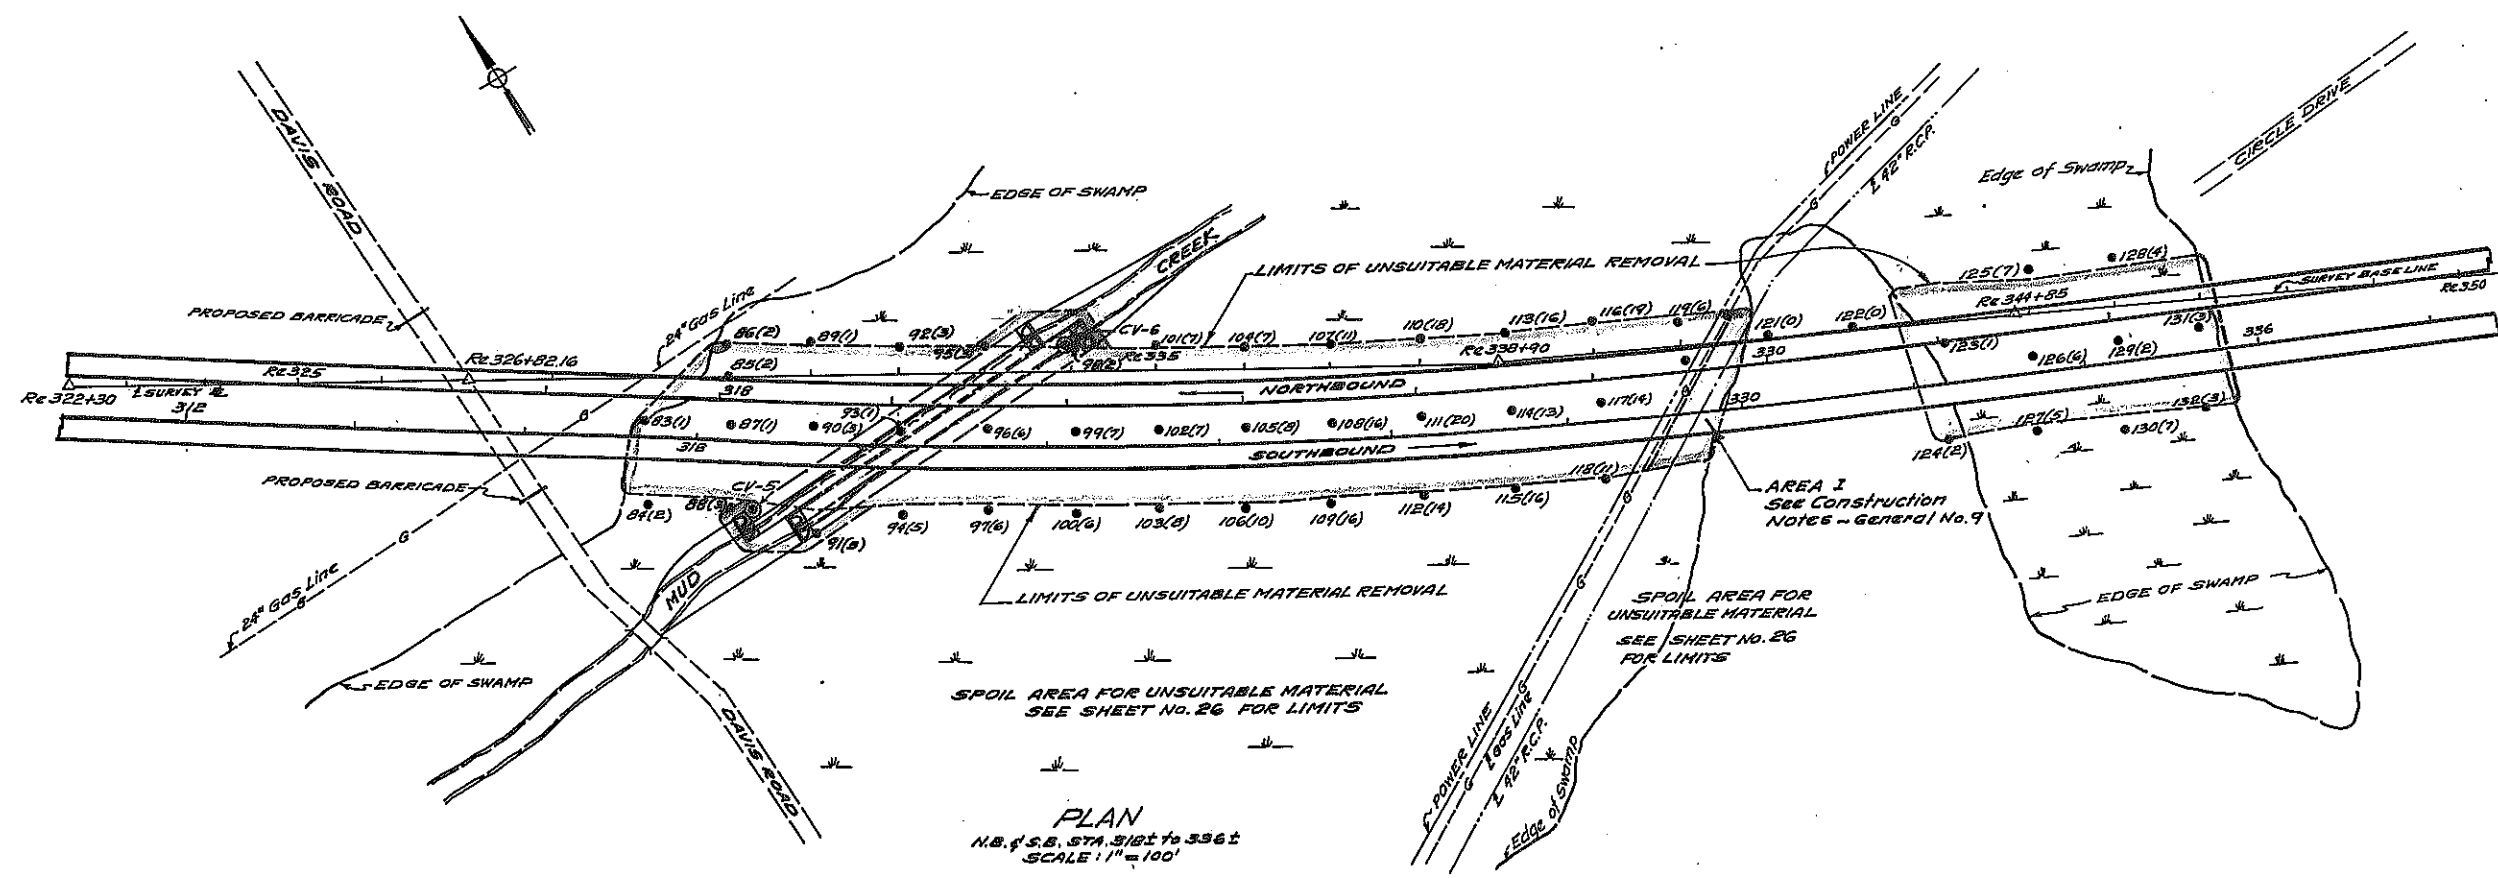 DAVIS ROAD
POWER LINE
G
⅊ 42" R.C.P.
CIRCLE DRIVE
Edge of Swamp
EDGE OF SWAMP
CREEK
LIMITS OF UNSUITABLE MATERIAL REMOVAL
128(4)
125(7)
SURVEY BASE LINE
Re 350
Re 344+85
PROPOSED BARRICADE
24" Gas Line
86(2)
89(1)
92(3)
95(3)
CV-6
98(2)
101(7)
Re 335
104(7)
107(11)
110(18)
113(16)
116(19)
119(6)
121(0)
122(0)
123(1)
126(6)
129(2)
131(3)
336
Re 338+90
330
Re 326+82.16
Re 325
85(2)
318
NORTHBOUND
Re 322+30
SURVEY
312
83(1)
87(1)
90(3)
93(1)
96(6)
99(7)
102(7)
105(8)
108(16)
111(20)
114(13)
117(14)
330
318
SOUTHBOUND
118(11)
124(2)
127(5)
130(7)
132(3)
PROPOSED BARRICADE
CV-5
84(2)
88(3)
91(8)
94(5)
97(6)
100(6)
103(8)
106(10)
109(16)
112(14)
115(16)
AREA I
See Construction
Notes ~ General No. 9
G
24" Gas Line
G
MUD
LIMITS OF UNSUITABLE MATERIAL REMOVAL
G
SPOIL AREA FOR
UNSUITABLE MATERIAL
SEE SHEET No. 26
FOR LIMITS
EDGE OF SWAMP
EDGE OF SWAMP
SPOIL AREA FOR UNSUITABLE MATERIAL
SEE SHEET No. 26 FOR LIMITS
DAVIS ROAD
POWER LINE
Gas Line
42" R.C.P.
Edge of Swamp
PLAN
N.B. & S.B. STA. 318± to 336±
SCALE: 1" = 100'